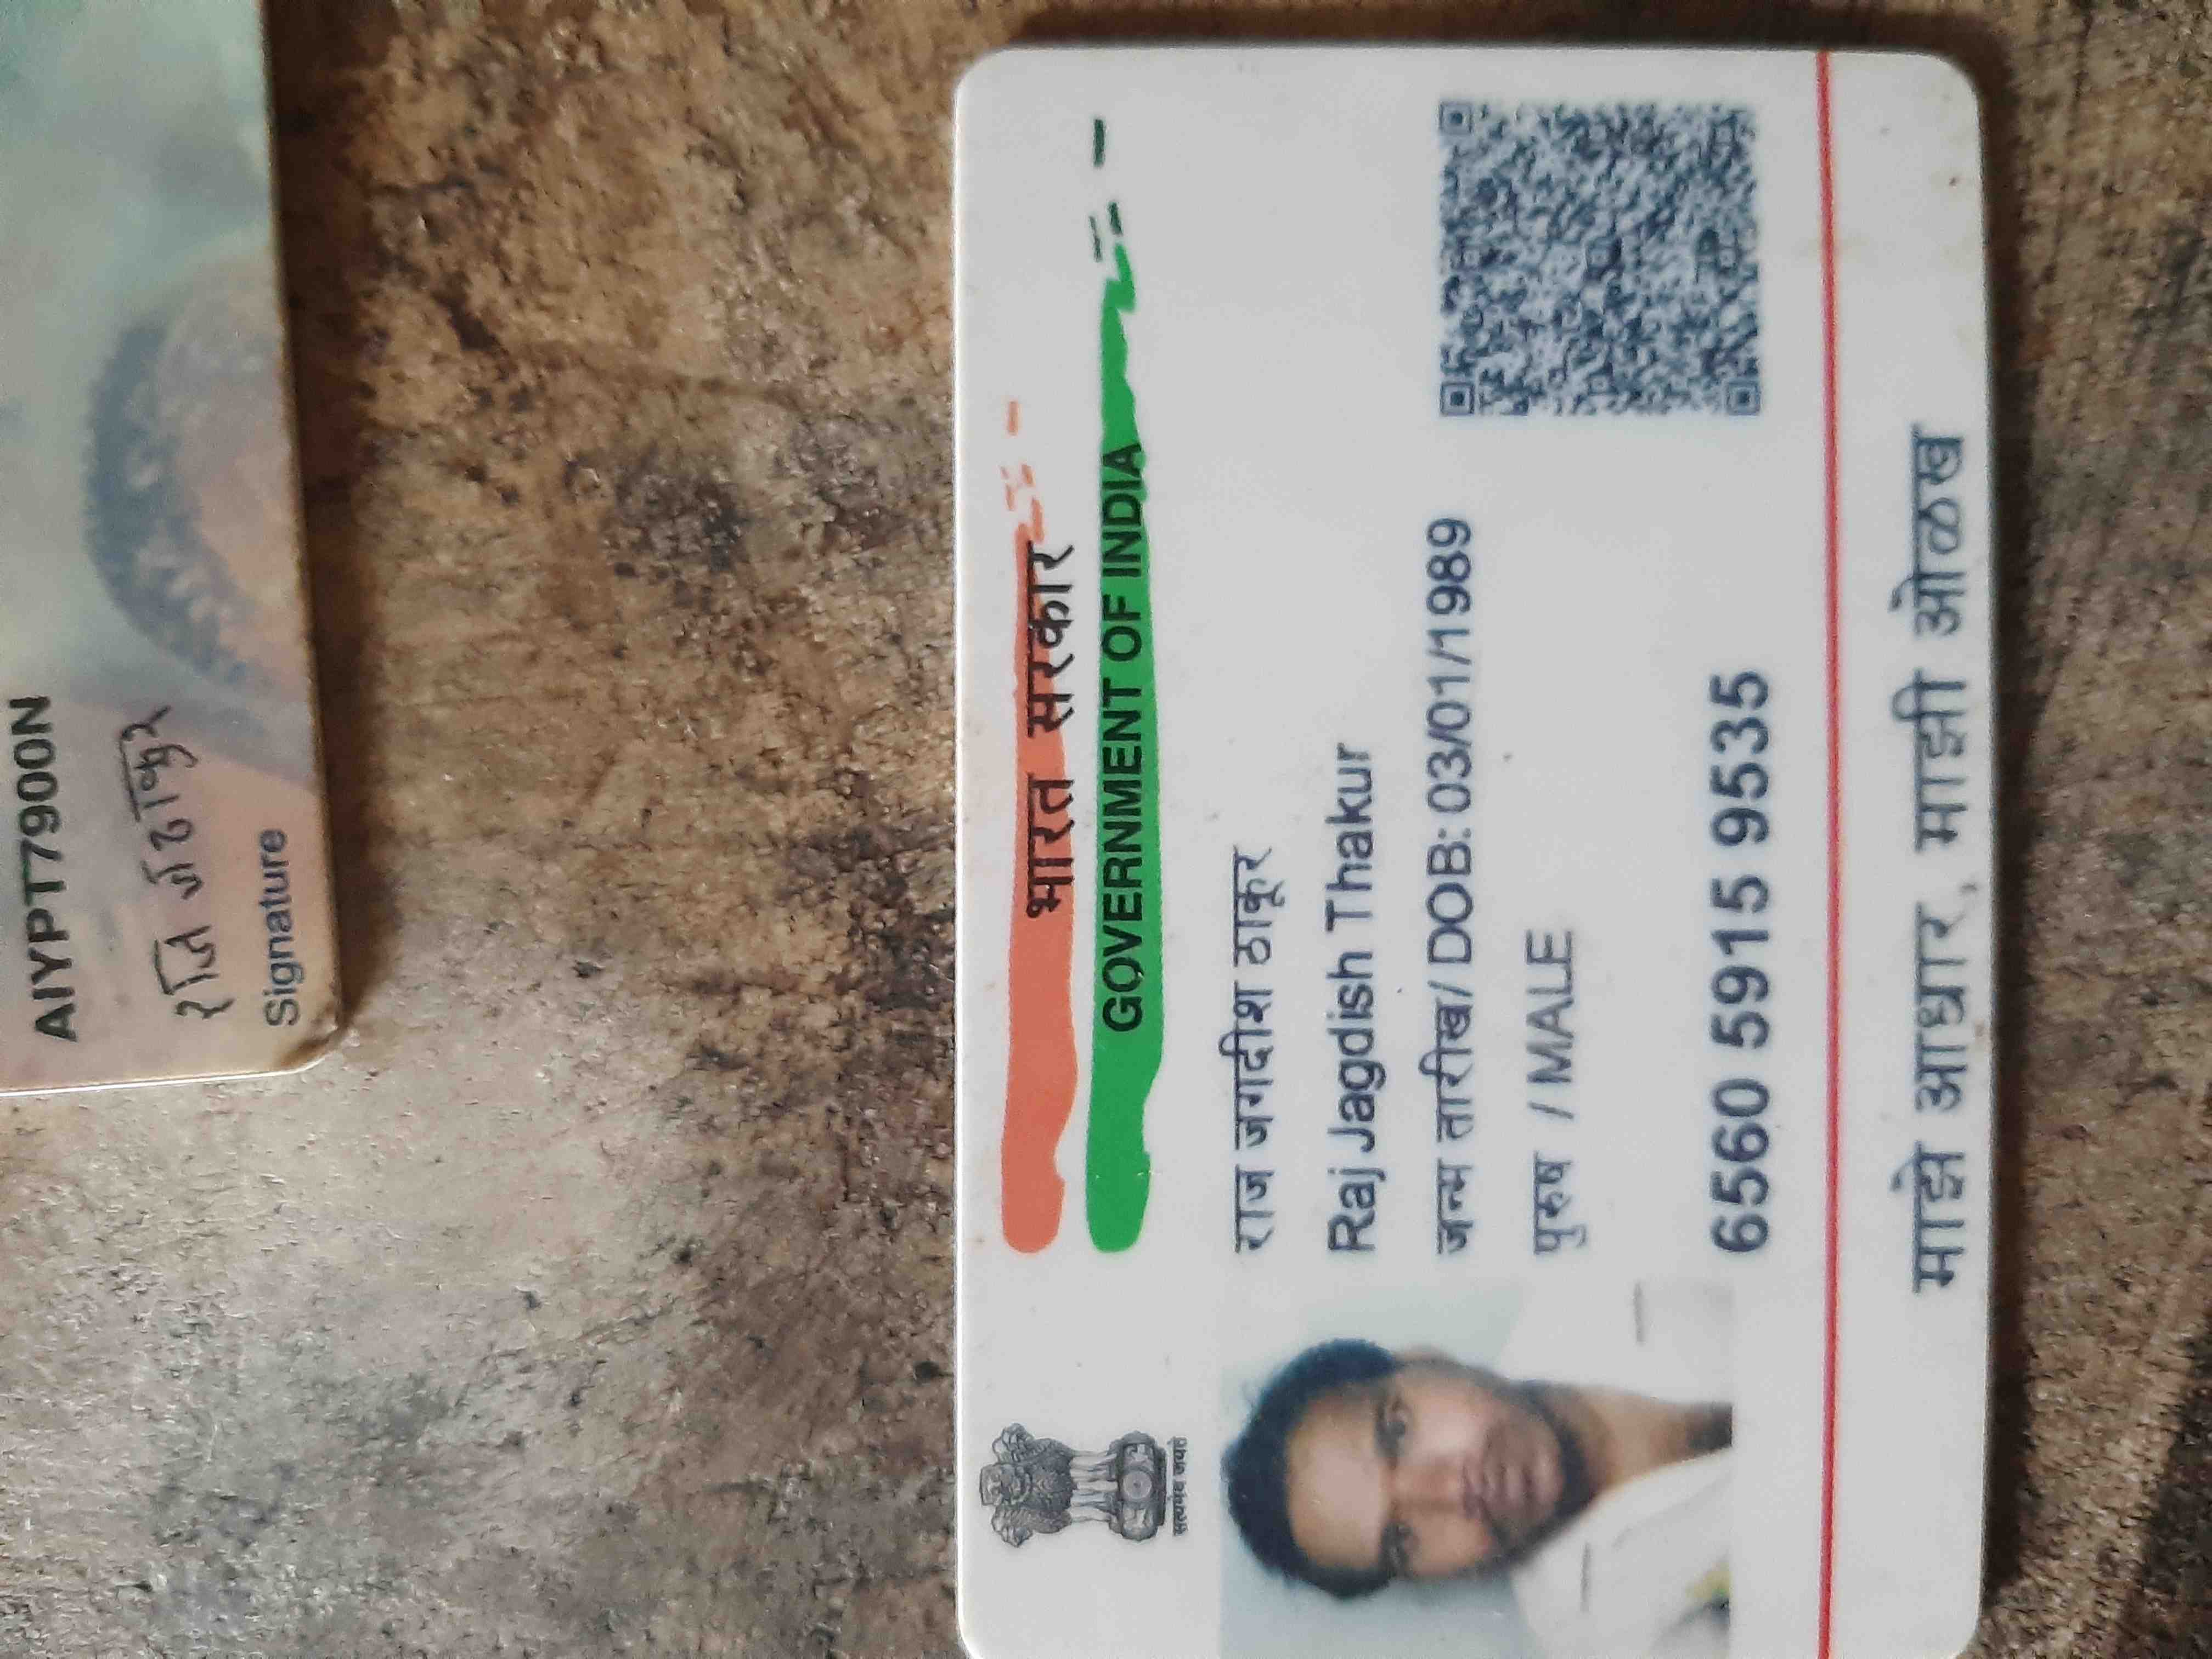 AIYPT7900N
ठाकुर
Signature
सत्यमेव जयते
भारत सरकार
GOVERNMENT OF INDIA
राज जगदीश ठाकूर
Raj Jagdish Thakur
जन्म तारीख/ DOB: 03/01/1989
पुरुष / MALE
6560 5915 9535
माझे आधार, माझी ओळख